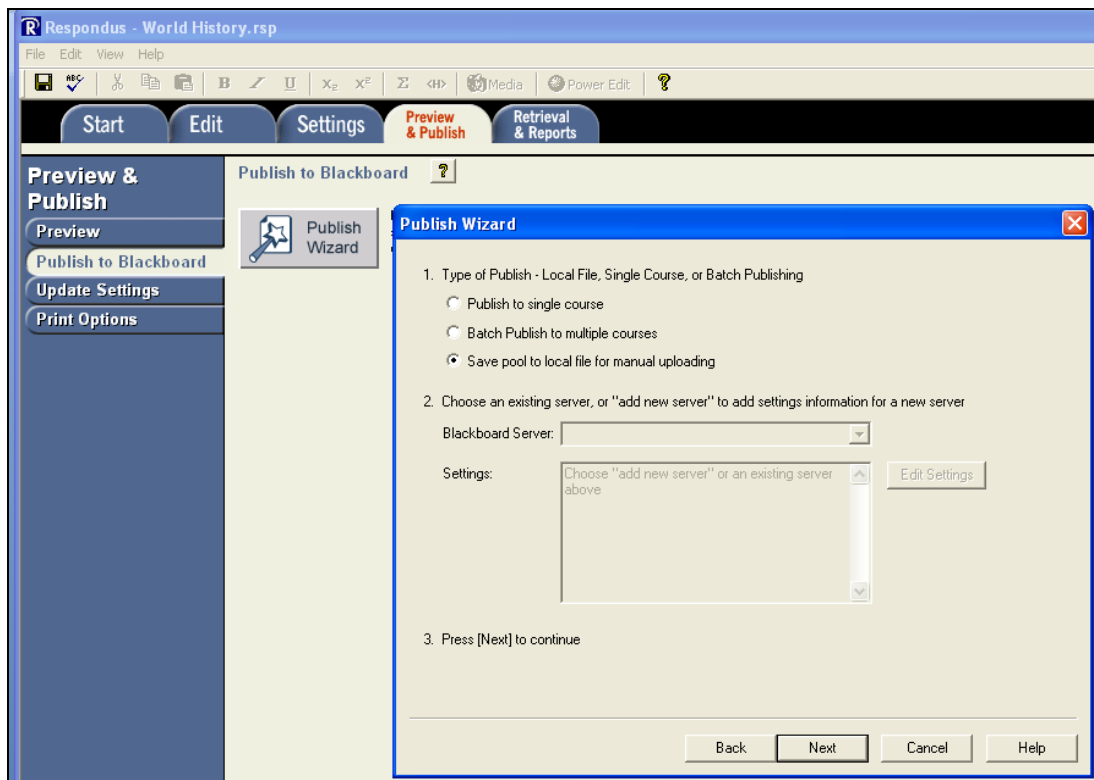 Respondus - World History.rsp
File Edit View Help
ABC B I U X₂ X² Σ <H> Media Power Edit ?
Start Edit Settings Preview & Publish Retrieval & Reports
Preview & Publish
Preview
Publish to Blackboard
Update Settings
Print Options
Publish to Blackboard ?
Publish Wizard
Publish Wizard
1. Type of Publish - Local File, Single Course, or Batch Publishing
Publish to single course
Batch Publish to multiple courses
Save pool to local file for manual uploading
2. Choose an existing server, or "add new server" to add settings information for a new server
Blackboard Server:
Settings:
Choose "add new server" or an existing server
above
Edit Settings
3. Press [Next] to continue
Back Next Cancel Help